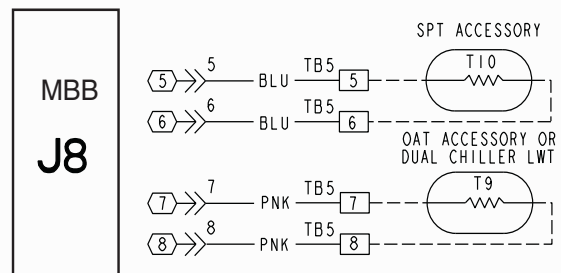 SPT ACCESSORY
MBB
J8
5 5 BLU TB5 5 T10
6 6 BLU TB5 6
OAT ACCESSORY OR
DUAL CHILLER LWT
7 7 PNK TB5 7 T9
8 8 PNK TB5 8